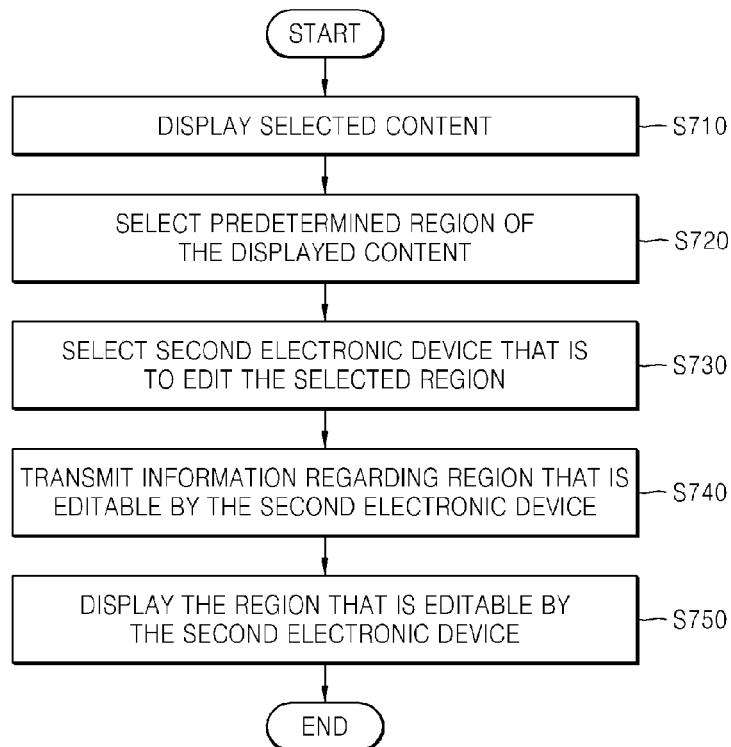 START
DISPLAY SELECTED CONTENT
S710
SELECT PREDETERMINED REGION OF
THE DISPLAYED CONTENT
S720
SELECT SECOND ELECTRONIC DEVICE THAT IS
TO EDIT THE SELECTED REGION
S730
TRANSMIT INFORMATION REGARDING REGION THAT IS
EDITABLE BY THE SECOND ELECTRONIC DEVICE
S740
DISPLAY THE REGION THAT IS EDITABLE BY
THE SECOND ELECTRONIC DEVICE
S750
END